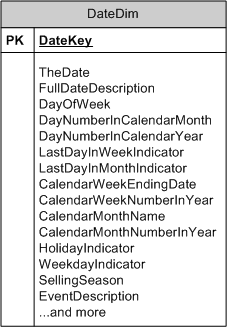 DateDim
PK DateKey
TheDate
FullDateDescription
DayOfWeek
DayNumberInCalendarMonth
DayNumberInCalendarYear
LastDayInWeekIndicator
LastDayInMonthIndicator
CalendarWeekEndingDate
CalendarWeekNumberInYear
CalendarMonthName
CalendarMonthNumberInYear
HolidayIndicator
WeekdayIndicator
SellingSeason
EventDescription
...and more